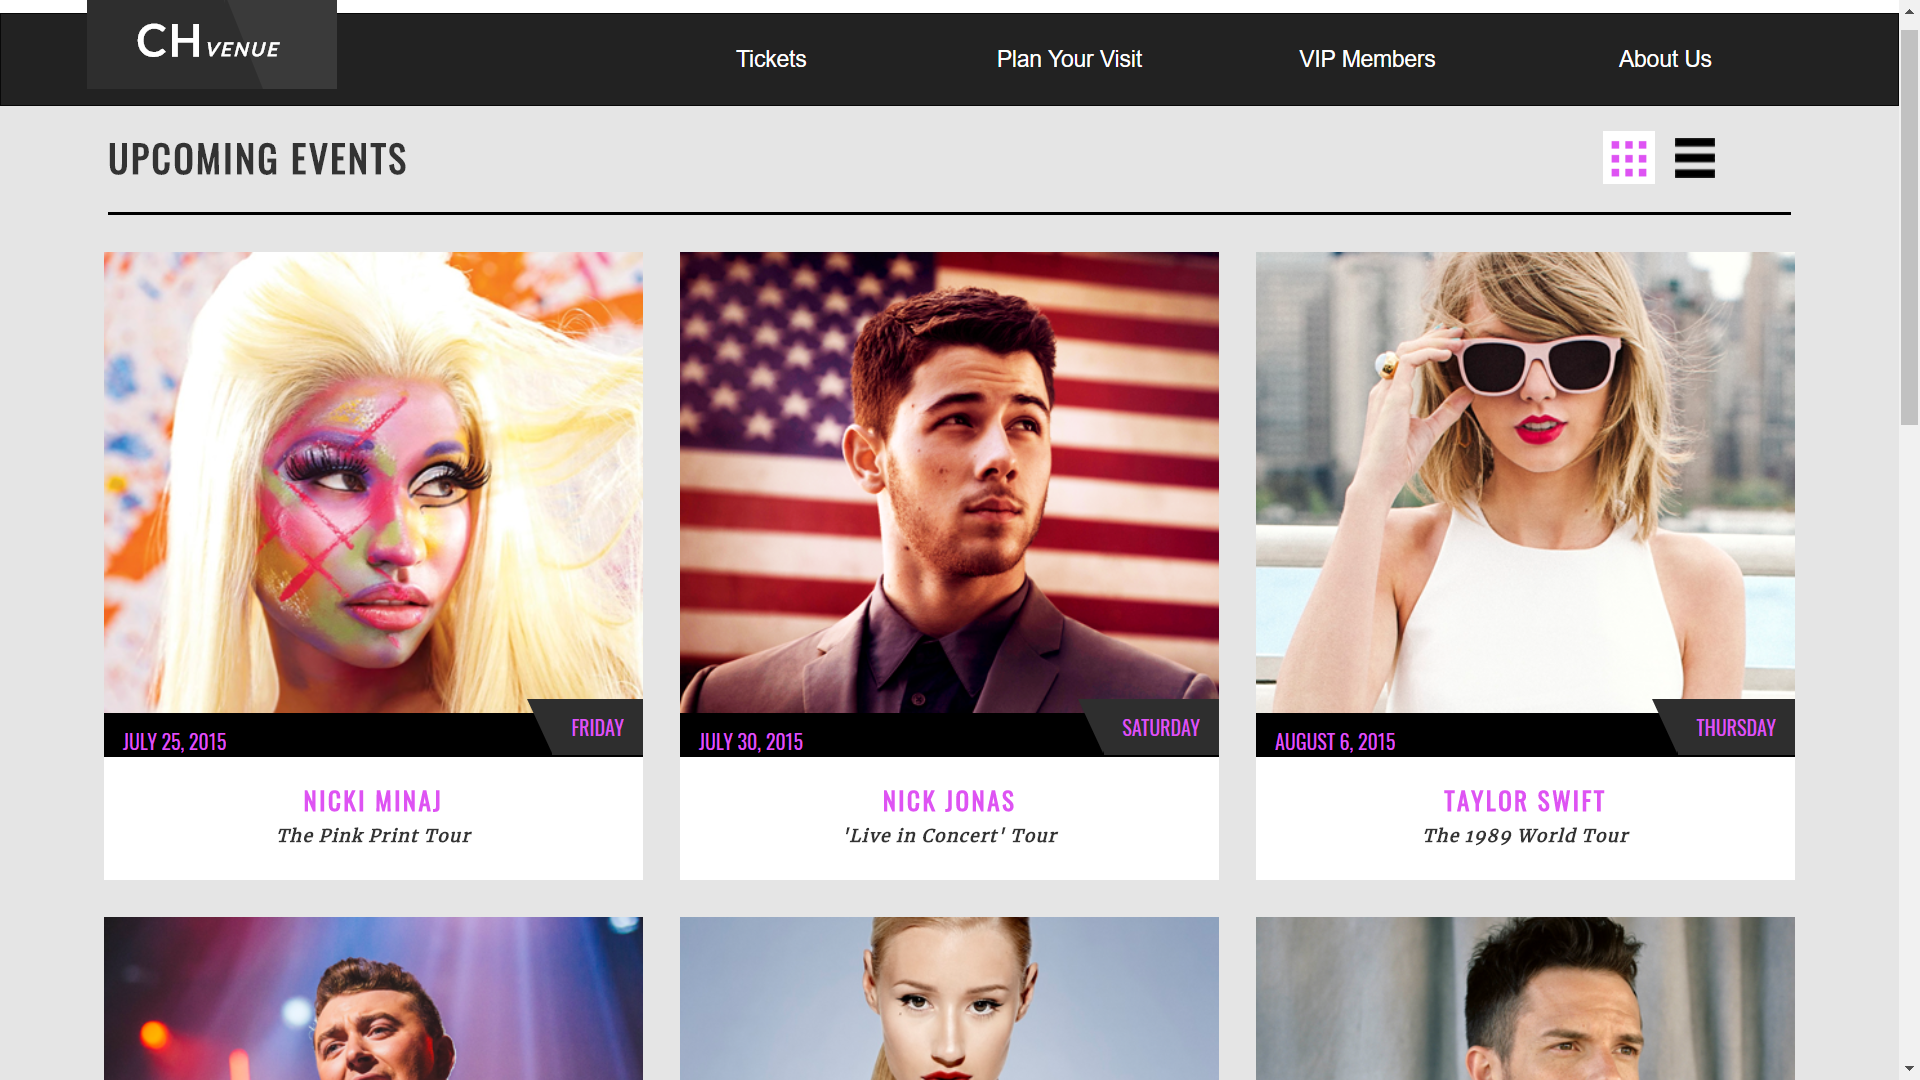 CH VENUE
Tickets
Plan Your Visit
VIP Members
About Us
UPCOMING EVENTS
JULY 25, 2015
FRIDAY
NICKI MINAJ
The Pink Print Tour
JULY 30, 2015
SATURDAY
NICK JONAS
'Live in Concert' Tour
AUGUST 6, 2015
THURSDAY
TAYLOR SWIFT
The 1989 World Tour